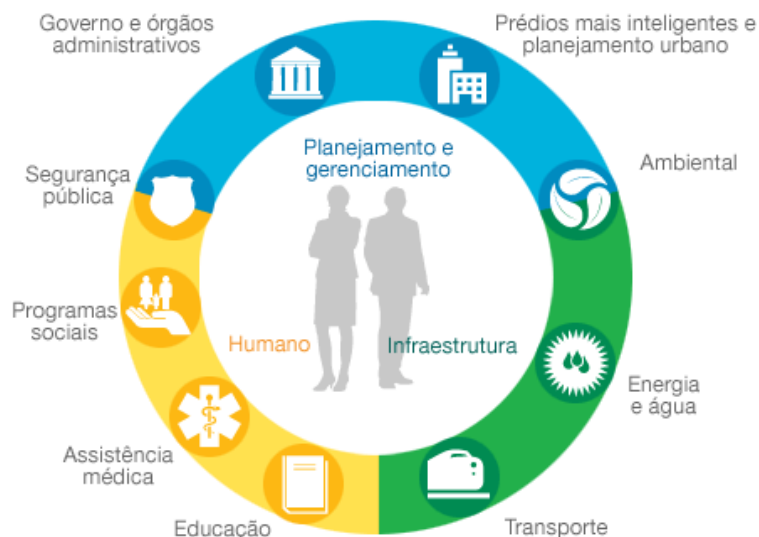 Governo e órgãos
administrativos
Prédios mais inteligentes e
planejamento urbano
Planejamento e
gerenciamento
Segurança
pública
Ambiental
Programas
sociais
Humano
Infraestrutura
Energia
e água
Assistência
médica
Educação
Transporte